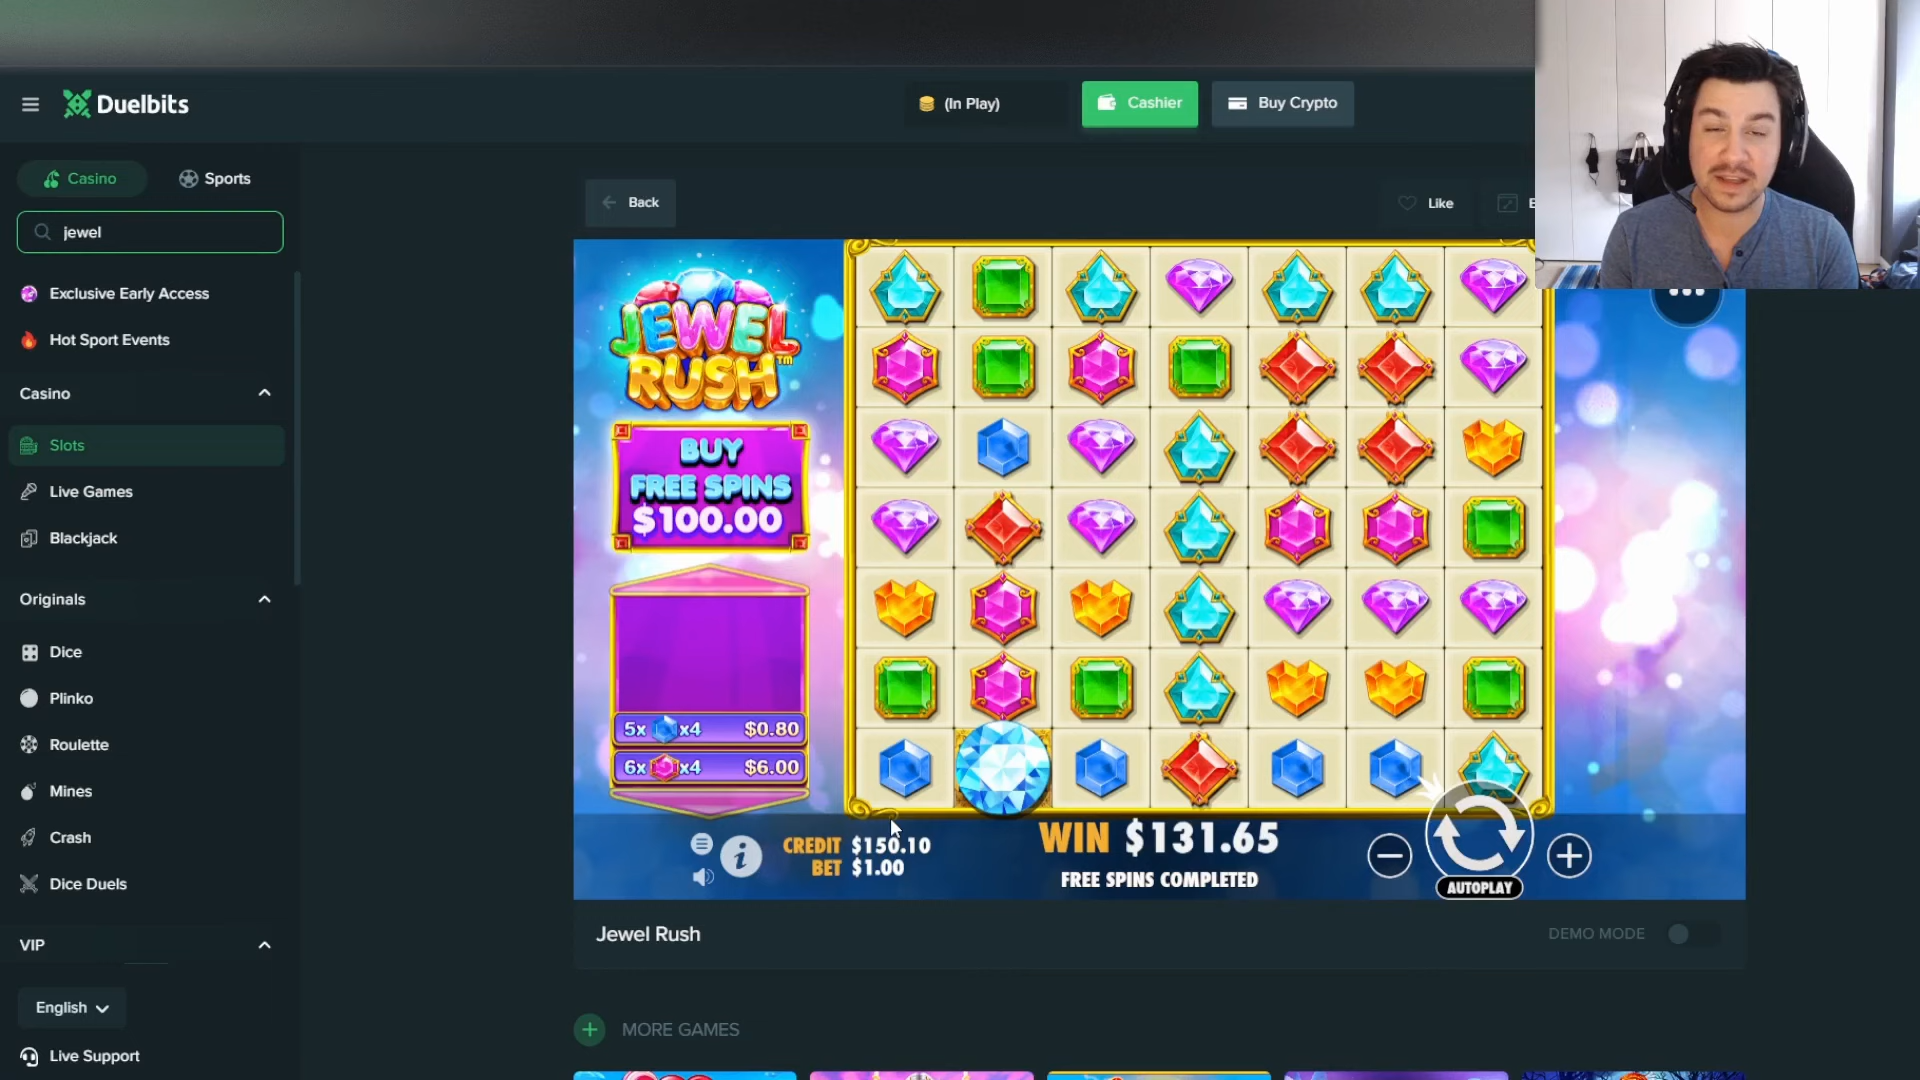 Duelbits
(In Play)
Cashier
Buy Crypto
Casino
Sports
jewel
Exclusive Early Access
Hot Sport Events
Casino
Slots
Live Games
Blackjack
Originals
Dice
Plinko
Roulette
Mines
Crash
Dice Duels
VIP
English
Live Support
Back
Like
E
JEWEL
RUSH™
BUY
FREE SPINS
$100.00
5x x4 $0.80
6x x4 $6.00
CREDIT $150.10
BET $1.00
WIN $131.65
FREE SPINS COMPLETED
AUTOPLAY
Jewel Rush
DEMO MODE
MORE GAMES